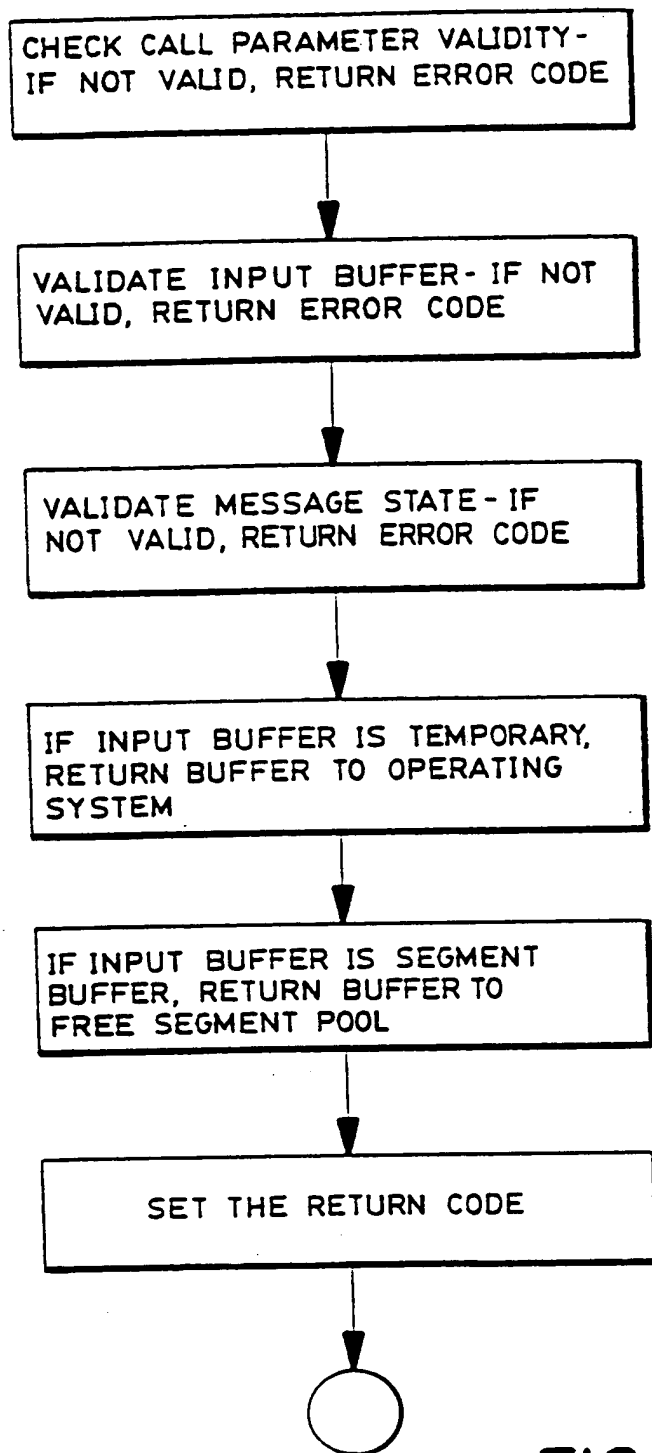 CHECK CALL PARAMETER VALIDITY-
IF NOT VALID, RETURN ERROR CODE
VALIDATE INPUT BUFFER- IF NOT
VALID, RETURN ERROR CODE
VALIDATE MESSAGE STATE- IF
NOT VALID, RETURN ERROR CODE
IF INPUT BUFFER IS TEMPORARY,
RETURN BUFFER TO OPERATING
SYSTEM
IF INPUT BUFFER IS SEGMENT
BUFFER, RETURN BUFFER TO
FREE SEGMENT POOL
SET THE RETURN CODE